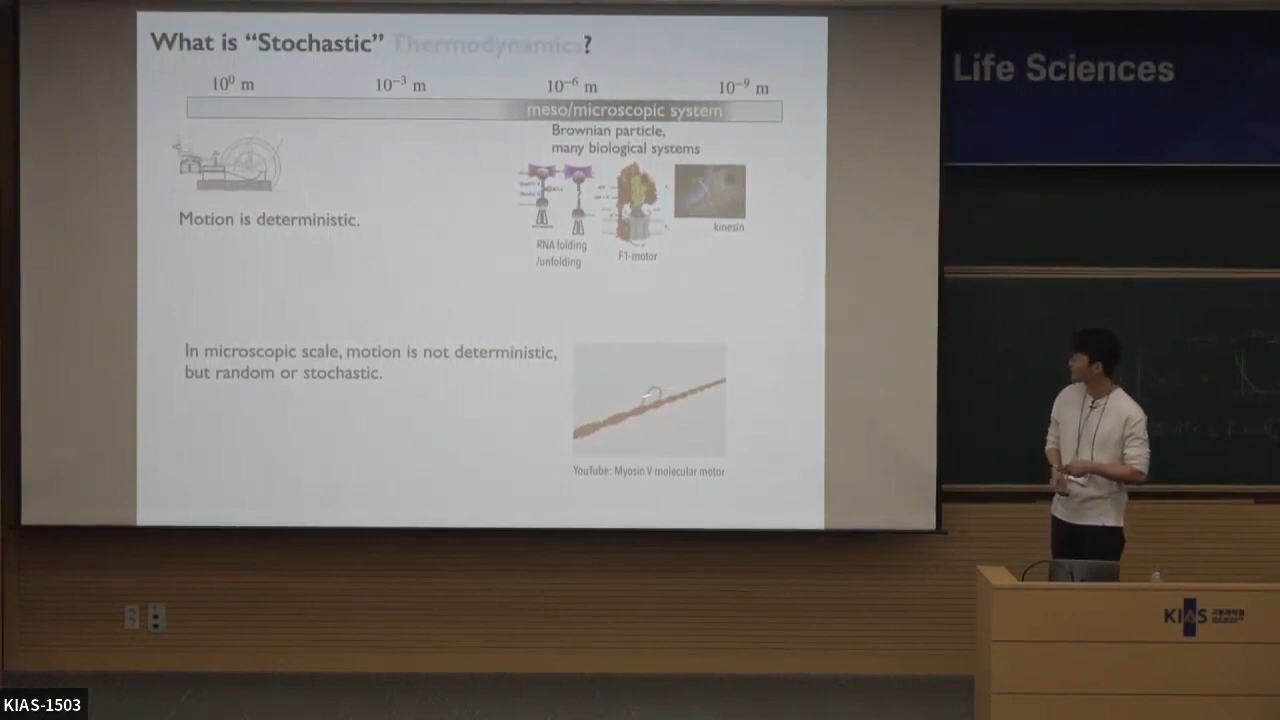 What is “Stochastic” Thermodynamics?
10⁰ m 10⁻³ m 10⁻⁶ m 10⁻⁹ m
meso/microscopic system
Brownian particle,
many biological systems
Motion is deterministic.
RNA folding
/unfolding
F1-motor
kinesin
In microscopic scale, motion is not deterministic,
but random or stochastic.
YouTube: Myosin V molecular motor
Life Sciences
KIAS
KIAS-1503